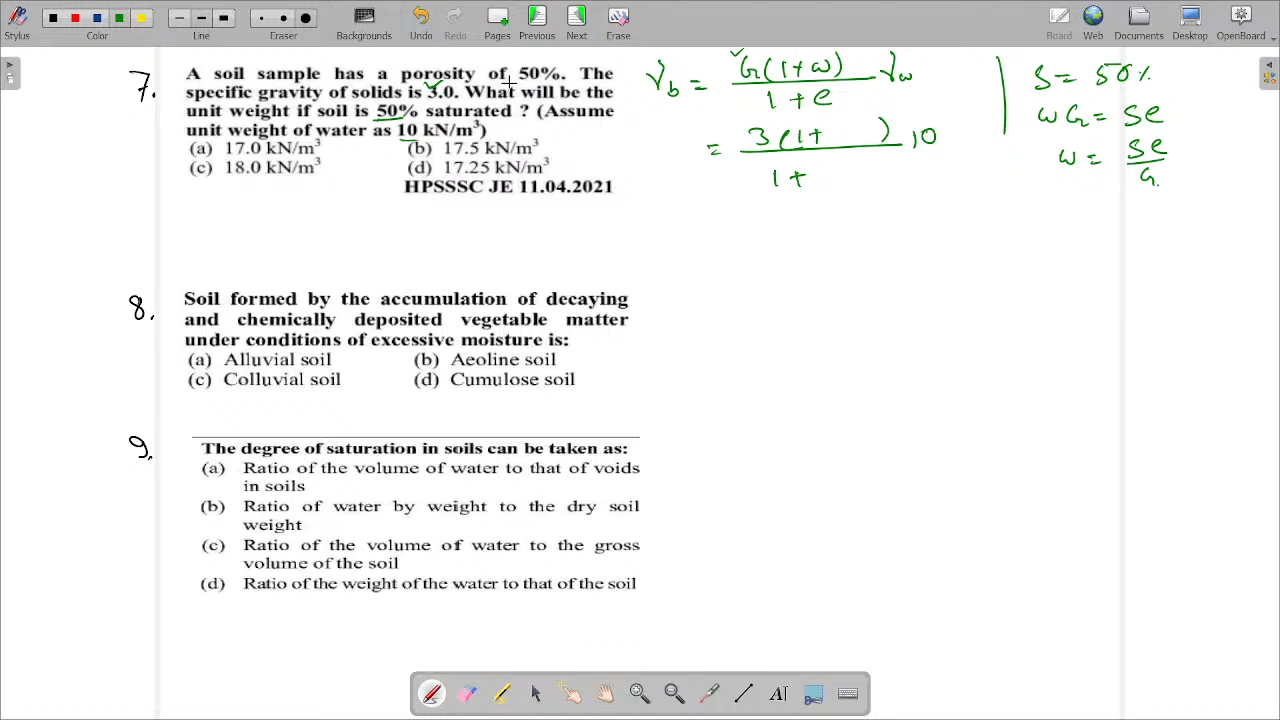 Stylus
Color
Line
Eraser
Backgrounds
Undo
Redo
Pages
Previous
Next
Erase
Board
Web
Documents
Desktop
OpenBoard
7.
A soil sample has a porosity of 50%. The
specific gravity of solids is 3.0. What will be the
unit weight if soil is 50% saturated ? (Assume
unit weight of water as 10 kN/m³)
(a) 17.0 kN/m³ (b) 17.5 kN/m³
(c) 18.0 kN/m³ (d) 17.25 kN/m³
HPSSSC JE 11.04.2021
γb = G(1+w) / 1+e γw
= 3(1+ ) / 1+ 10
S = 50%
wG = Se
w = Se / G
8.
Soil formed by the accumulation of decaying
and chemically deposited vegetable matter
under conditions of excessive moisture is:
(a) Alluvial soil (b) Aeoline soil
(c) Colluvial soil (d) Cumulose soil
9.
The degree of saturation in soils can be taken as:
(a) Ratio of the volume of water to that of voids
in soils
(b) Ratio of water by weight to the dry soil
weight
(c) Ratio of the volume of water to the gross
volume of the soil
(d) Ratio of the weight of the water to that of the soil
AI